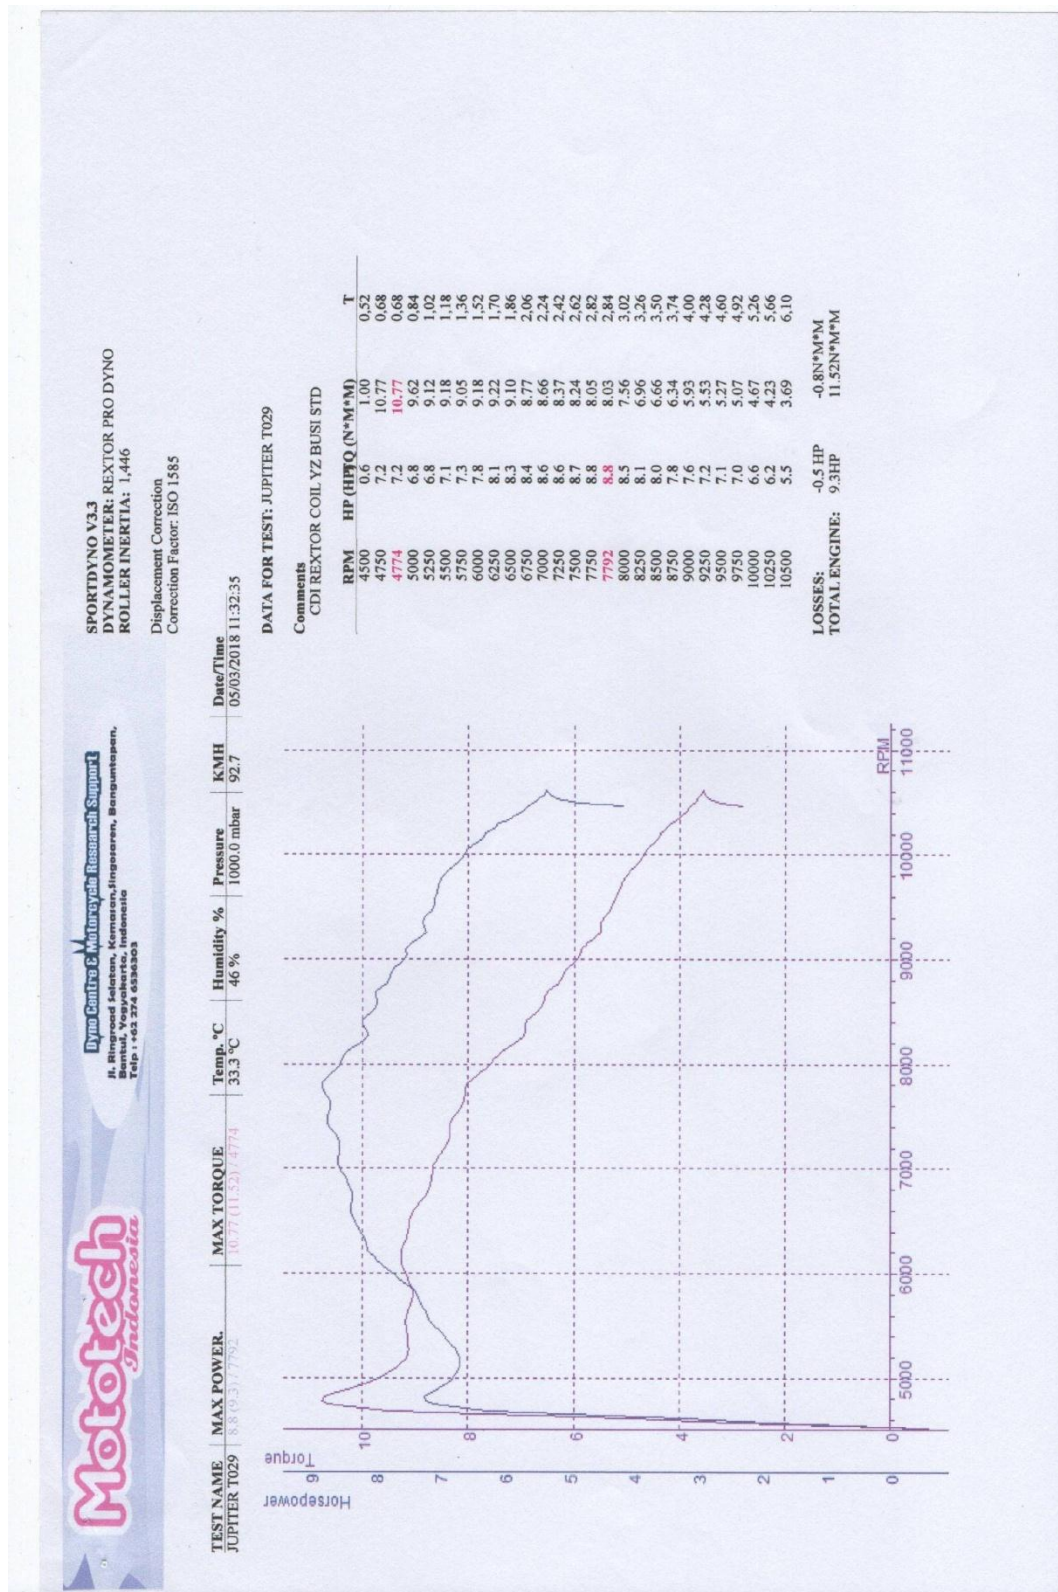 Mototech
Indonesia
Dyno Centre & Motorcycle Research Support
Jl. Ringroad Selatan, Kemasan, Singosaren, Banguntapan,
Bantul, Yogyakarta, Indonesia
Telp : +62 274 6536303
SPORTDYNO V3.3
DYNAMOMETER: REXTOR PRO DYNO
ROLLER INERTIA: 1,446
Displacement Correction
Correction Factor: ISO 1585
TEST NAME MAX POWER. MAX TORQUE Temp. °C Humidity % Pressure KMH Date/Time
JUPITER T029 8.8 (9.3) / 7792 10.77 (11.52) / 4774 33.3 °C 46 % 1000.0 mbar 92.7 05/03/2018 11:32:35
Horsepower
Torque
9
8
7
6
5
4
3
2
1
0
10
8
6
4
2
0
5000 6000 7000 8000 9000 10000 11000
RPM
DATA FOR TEST: JUPITER T029
Comments
CDI REXTOR COIL YZ BUSI STD
RPM HP (HP) TQ (N*M*M) T
4500 0.6 1.00 0,52
4750 7.2 10.77 0,68
4774 7.2 10.77 0,68
5000 6.8 9.62 0,84
5250 6.8 9.12 1,02
5500 7.1 9.18 1,18
5750 7.3 9.05 1,36
6000 7.8 9.18 1,52
6250 8.1 9.22 1,70
6500 8.3 9.10 1,86
6750 8.4 8.77 2,06
7000 8.6 8.66 2,24
7250 8.6 8.37 2,42
7500 8.7 8.24 2,62
7750 8.8 8.05 2,82
7792 8.8 8.03 2,84
8000 8.5 7.56 3,02
8250 8.1 6.96 3,26
8500 8.0 6.66 3,50
8750 7.8 6.34 3,74
9000 7.6 5.93 4,00
9250 7.2 5.53 4,28
9500 7.1 5.27 4,60
9750 7.0 5.07 4,92
10000 6.6 4.67 5,26
10250 6.2 4.23 5,66
10500 5.5 3.69 6,10
LOSSES: -0.5 HP -0.8N*M*M
TOTAL ENGINE: 9.3HP 11.52N*M*M